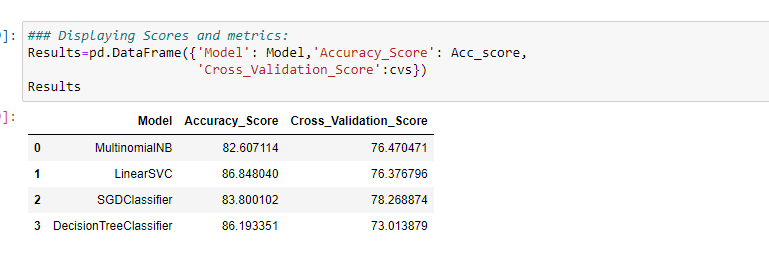 ]: ### Displaying Scores and metrics:
Results=pd.DataFrame({'Model': Model,'Accuracy_Score': Acc_score,
'Cross_Validation_Score':cvs})
Results
]:
Model Accuracy_Score Cross_Validation_Score
0 MultinomialNB 82.607114 76.470471
1 LinearSVC 86.848040 76.376796
2 SGDClassifier 83.800102 78.268874
3 DecisionTreeClassifier 86.193351 73.013879